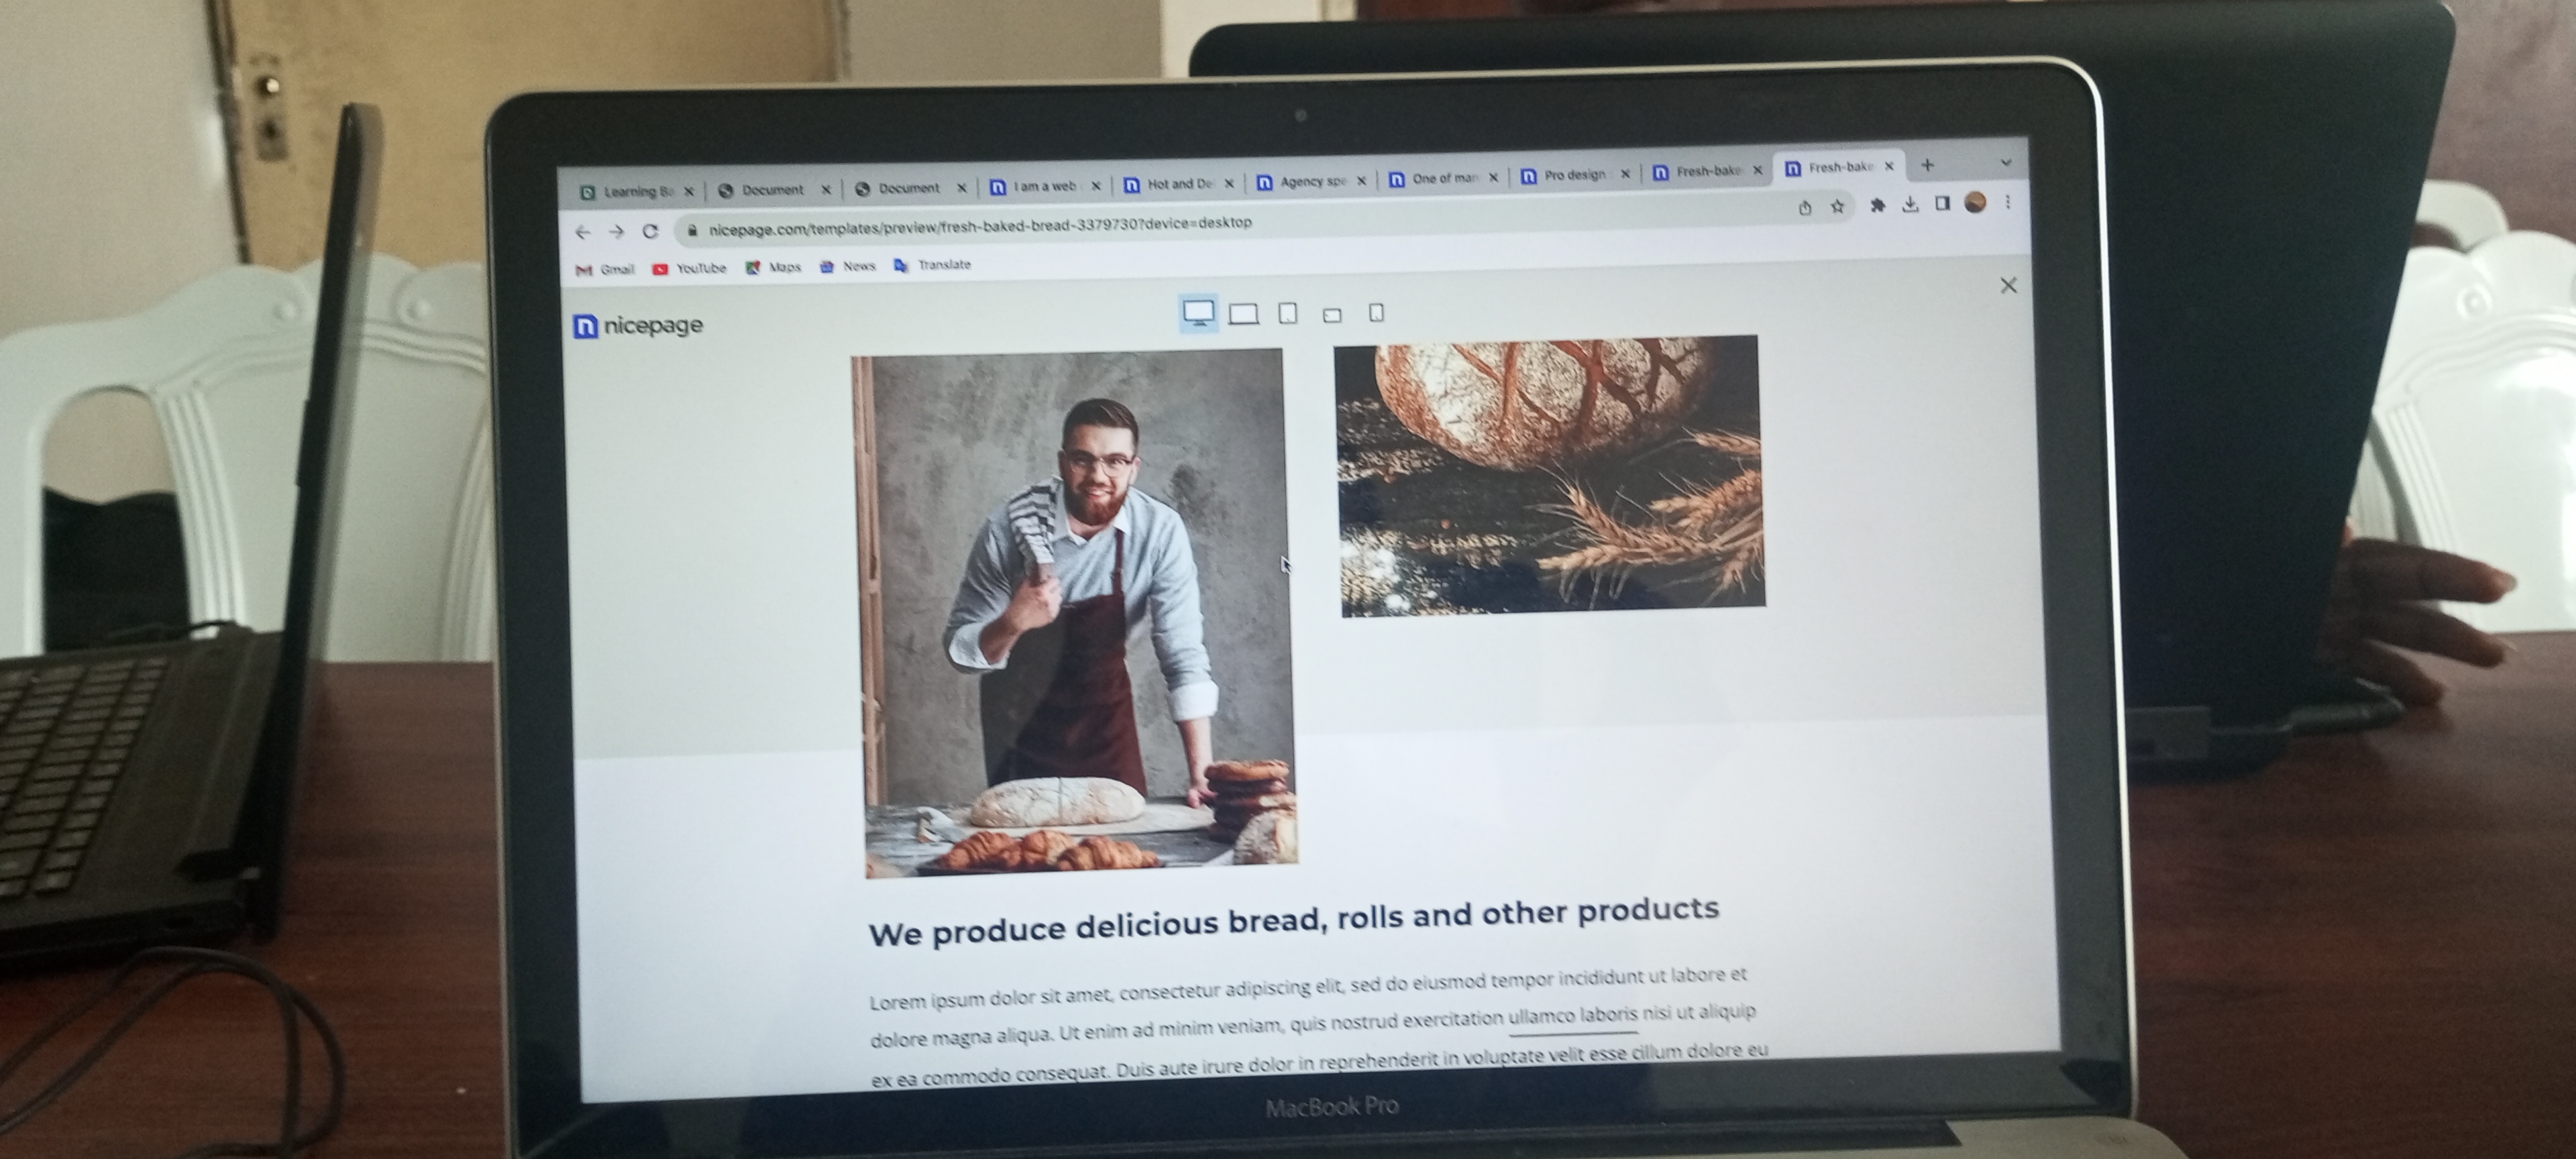 Learning Ba
Document
Document
I am a web
Hot and De
Agency spe
One of man
Pro design
Fresh-bake
Fresh-bake
nicepage.com/templates/preview/fresh-baked-bread-3379730?device=desktop
Gmail YouTube Maps News Translate
nicepage
We produce delicious bread, rolls and other products
Lorem ipsum dolor sit amet, consectetur adipiscing elit, sed do eiusmod tempor incididunt ut labore et
dolore magna aliqua. Ut enim ad minim veniam, quis nostrud exercitation ullamco laboris nisi ut aliquip
ex ea commodo consequat. Duis aute irure dolor in reprehenderit in voluptate velit esse cillum dolore eu
MacBook Pro